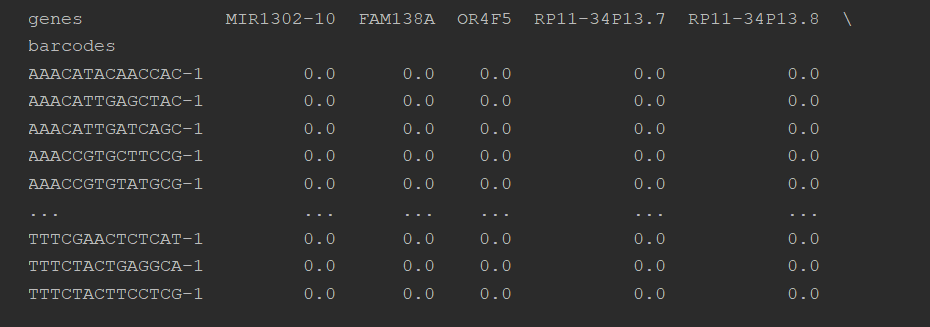 genes MIR1302-10 FAM138A OR4F5 RP11-34P13.7 RP11-34P13.8 \
barcodes
AAACATACAACCAC-1 0.0 0.0 0.0 0.0 0.0
AAACATTGAGCTAC-1 0.0 0.0 0.0 0.0 0.0
AAACATTGATCAGC-1 0.0 0.0 0.0 0.0 0.0
AAACCGTGCTTCCG-1 0.0 0.0 0.0 0.0 0.0
AAACCGTGTATGCG-1 0.0 0.0 0.0 0.0 0.0
... ... ... ... ... ...
TTTCGAACTCTCAT-1 0.0 0.0 0.0 0.0 0.0
TTTCTACTGAGGCA-1 0.0 0.0 0.0 0.0 0.0
TTTCTACTTCCTCG-1 0.0 0.0 0.0 0.0 0.0